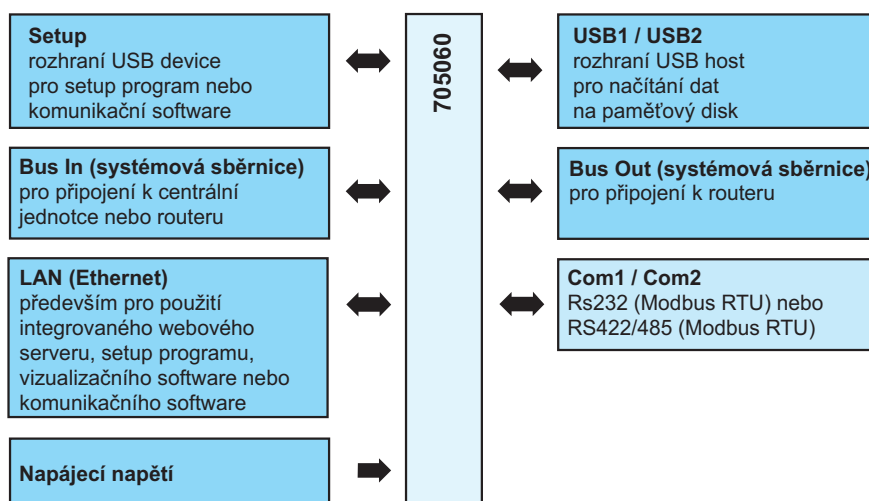 Setup
rozhraní USB device
pro setup program nebo
komunikační software
Bus In (systémová sběrnice)
pro připojení k centrální
jednotce nebo routeru
LAN (Ethernet)
především pro použití
integrovaného webového
serveru, setup programu,
vizualizačního software nebo
komunikačního software
Napájecí napětí
705060
USB1 / USB2
rozhraní USB host
pro načítání dat
na paměťový disk
Bus Out (systémová sběrnice)
pro připojení k routeru
Com1 / Com2
Rs232 (Modbus RTU) nebo
RS422/485 (Modbus RTU)